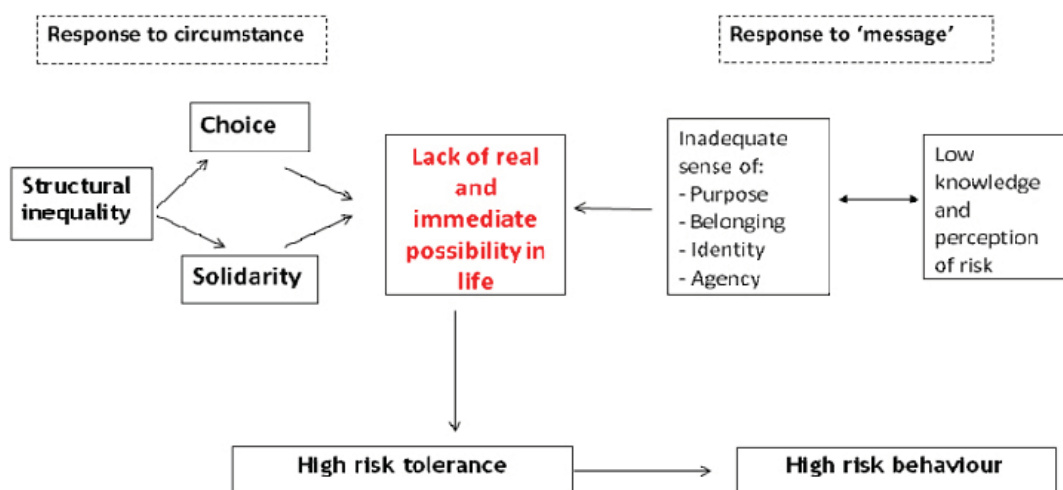 Response to circumstance
Response to ‘message’
Choice
Structural
inequality
Solidarity
Lack of real
and
immediate
possibility in
life
Inadequate
sense of:
- Purpose
- Belonging
- Identity
- Agency
Low
knowledge
and
perception
of risk
High risk tolerance
High risk behaviour